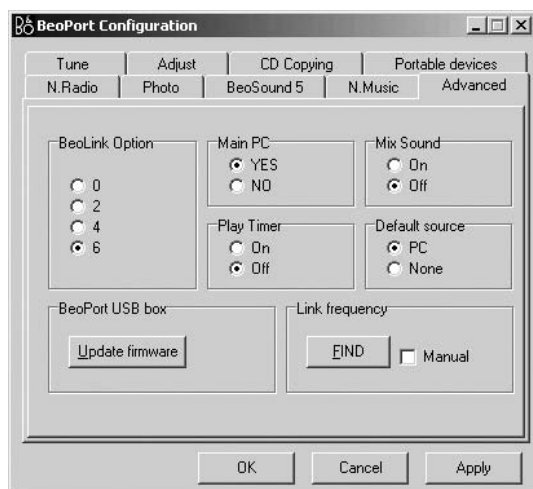 BeoPort Configuration
Tune Adjust CD Copying Portable devices
N.Radio Photo BeoSound 5 N.Music Advanced
BeoLink Option
0
2
4
6
Main PC
YES
NO
Mix Sound
On
Off
Play Timer
On
Off
Default source
PC
None
BeoPort USB box
Update firmware
Link frequency
FIND
Manual
OK Cancel Apply